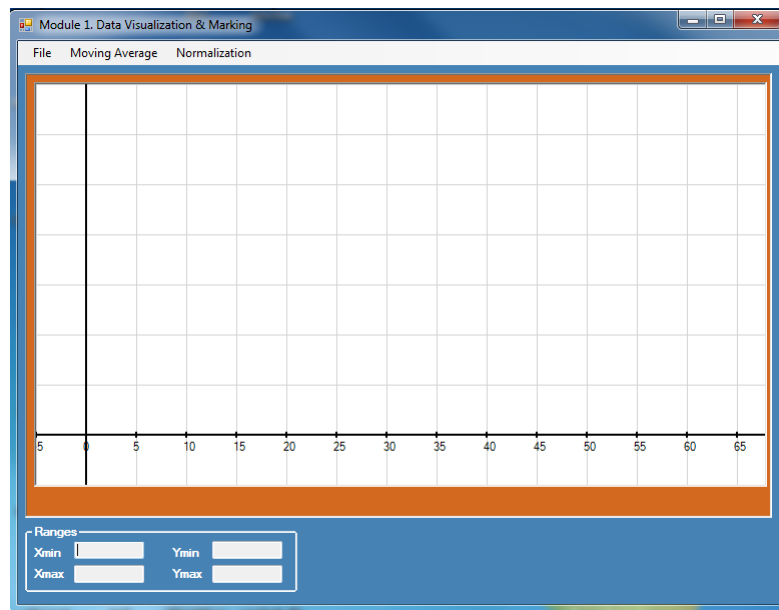 Module 1. Data Visualization & Marking
File Moving Average Normalization
5 0 5 10 15 20 25 30 35 40 45 50 55 60 65
Ranges
Xmin Ymin
Xmax Ymax